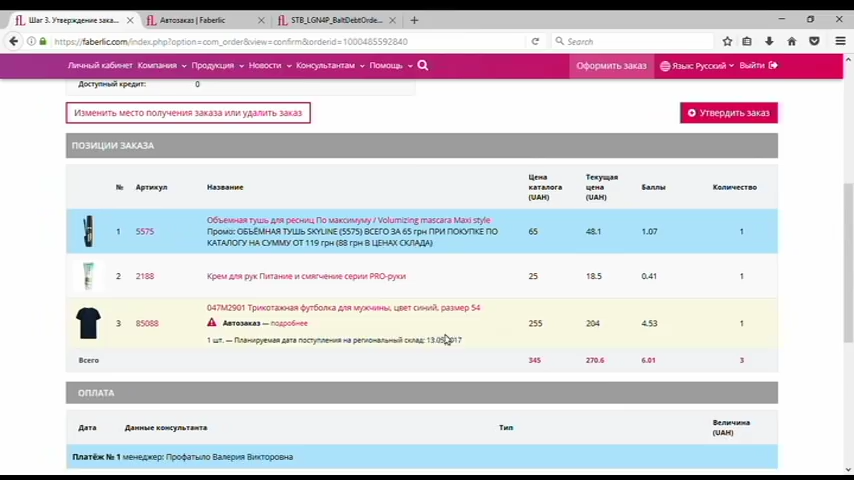 Шаг 3. Утверждение зака...
Автозаказ | Faberlic
STB_LGN4P_BaltDebtOrde...
https://faberlic.com/index.php?option=com_order&view=confirm&orderid=1000485592840
Search
Личный кабинет Компания Продукция Новости Консультантам Помощь Оформить заказ Язык: Русский Выйти
Доступный кредит: 0
Изменить место получения заказа или удалить заказ Утвердить заказ
ПОЗИЦИИ ЗАКАЗА
№ Артикул Название Цена каталога (UAH) Текущая цена (UAH) Баллы Количество
1 5575 Объемная тушь для ресниц По максимуму / Volumizing mascara Maxi style 65 48.1 1.07 1
Промо: ОБЪЁМНАЯ ТУШЬ SKYLINE (5575) ВСЕГО ЗА 65 грн ПРИ ПОКУПКЕ ПО
КАТАЛОГУ НА СУММУ ОТ 119 грн (88 грн В ЦЕНАХ СКЛАДА)
2 2188 Крем для рук Питание и смягчение серии PRO-руки 25 18.5 0.41 1
047M2901 Трикотажная футболка для мужчины, цвет синий, размер 54
3 85088 Автозаказ — подробнее 255 204 4.53 1
1 шт. — Планируемая дата поступления на региональный склад:
Всего 345 270.6 6.01 3
ОПЛАТА
Дата Данные консультанта Тип Величина (UAH)
Платёж № 1 менеджер: Профатыло Валерия Викторовна